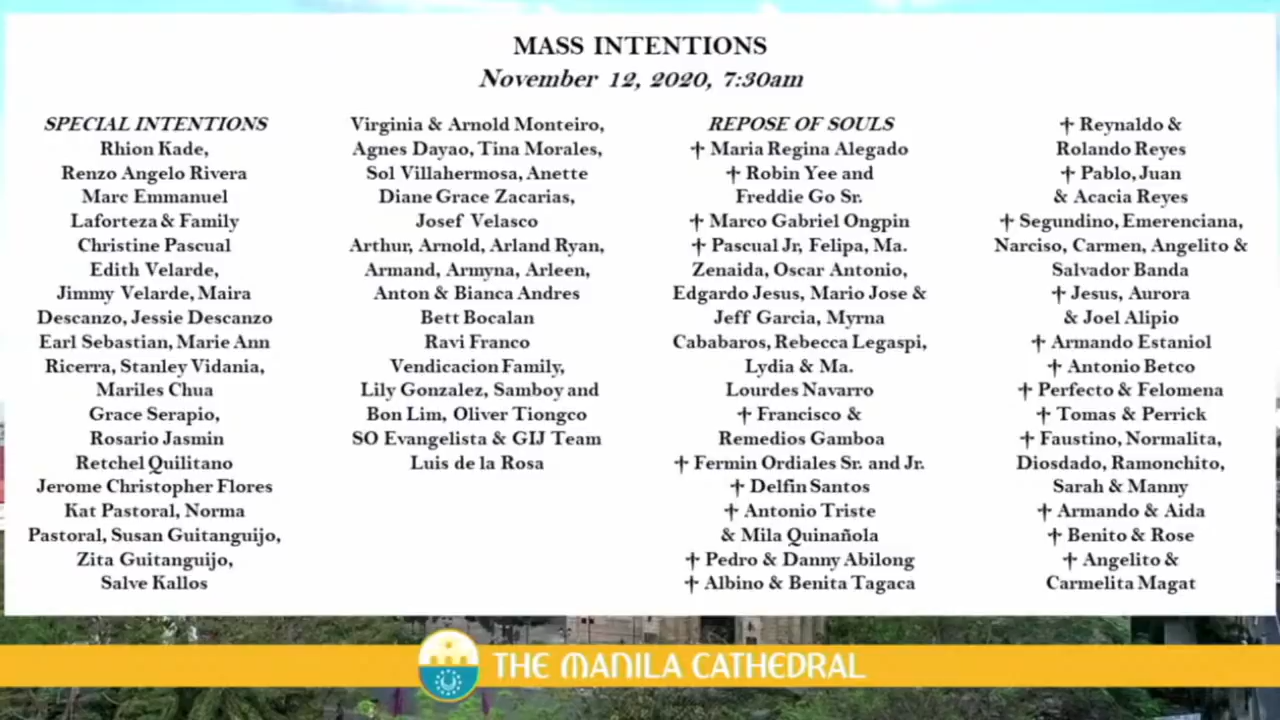 MASS INTENTIONS
November 12, 2020, 7:30am
SPECIAL INTENTIONS
Rhion Kade,
Renzo Angelo Rivera
Marc Emmanuel
Laforteza & Family
Christine Pascual
Edith Velarde,
Jimmy Velarde, Maira
Descanzo, Jessie Descanzo
Earl Sebastian, Marie Ann
Ricerra, Stanley Vidania,
Mariles Chua
Grace Serapio,
Rosario Jasmin
Retchel Quilitano
Jerome Christopher Flores
Kat Pastoral, Norma
Pastoral, Susan Guitanguijo,
Zita Guitanguijo,
Salve Kallos
Virginia & Arnold Monteiro,
Agnes Dayao, Tina Morales,
Sol Villahermosa, Anette
Diane Grace Zacarias,
Josef Velasco
Arthur, Arnold, Arland Ryan,
Armand, Armyna, Arleen,
Anton & Bianca Andres
Bett Bocalan
Ravi Franco
Vendicacion Family,
Lily Gonzalez, Samboy and
Bon Lim, Oliver Tiongco
SO Evangelista & GIJ Team
Luis de la Rosa
REPOSE OF SOULS
✝ Maria Regina Alegado
✝ Robin Yee and
Freddie Go Sr.
✝ Marco Gabriel Ongpin
✝ Pascual Jr, Felipa, Ma.
Zenaida, Oscar Antonio,
Edgardo Jesus, Mario Jose &
Jeff Garcia, Myrna
Cababaros, Rebecca Legaspi,
Lydia & Ma.
Lourdes Navarro
✝ Francisco &
Remedios Gamboa
✝ Fermin Ordiales Sr. and Jr.
✝ Delfin Santos
✝ Antonio Triste
& Mila Quinañola
✝ Pedro & Danny Abilong
✝ Albino & Benita Tagaca
✝ Reynaldo &
Rolando Reyes
✝ Pablo, Juan
& Acacia Reyes
✝ Segundino, Emerenciana,
Narciso, Carmen, Angelito &
Salvador Banda
✝ Jesus, Aurora
& Joel Alipio
✝ Armando Estaniol
✝ Antonio Betco
✝ Perfecto & Felomena
✝ Tomas & Perrick
✝ Faustino, Normalita,
Diosdado, Ramonchito,
Sarah & Manny
✝ Armando & Aida
✝ Benito & Rose
✝ Angelito &
Carmelita Magat
THE MANILA CATHEDRAL